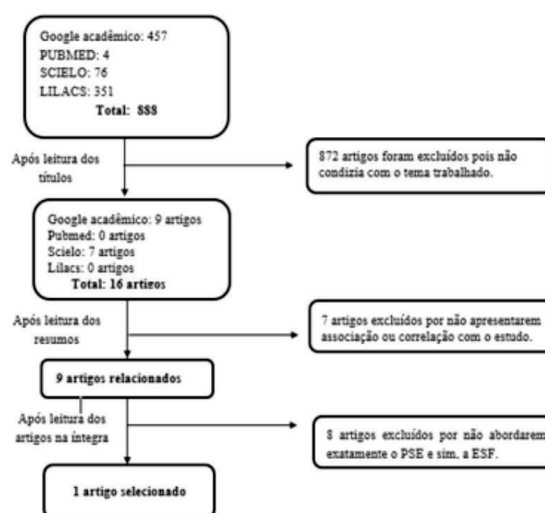 Google acadêmico: 457
PUBMED: 4
SCIELO: 76
LILACS: 351
Total: 888
Após leitura dos
títulos
872 artigos foram excluídos pois não
condizia com o tema trabalhado.
Google acadêmico: 9 artigos
Pubmed: 0 artigos
Scielo: 7 artigos
Lilacs: 0 artigos
Total: 16 artigos
Após leitura dos
resumos
7 artigos excluídos por não apresentarem
associação ou correlação com o estudo.
9 artigos relacionados
Após leitura dos
artigos na íntegra
8 artigos excluídos por não abordarem
exatamente o PSE e sim, a ESF.
1 artigo selecionado